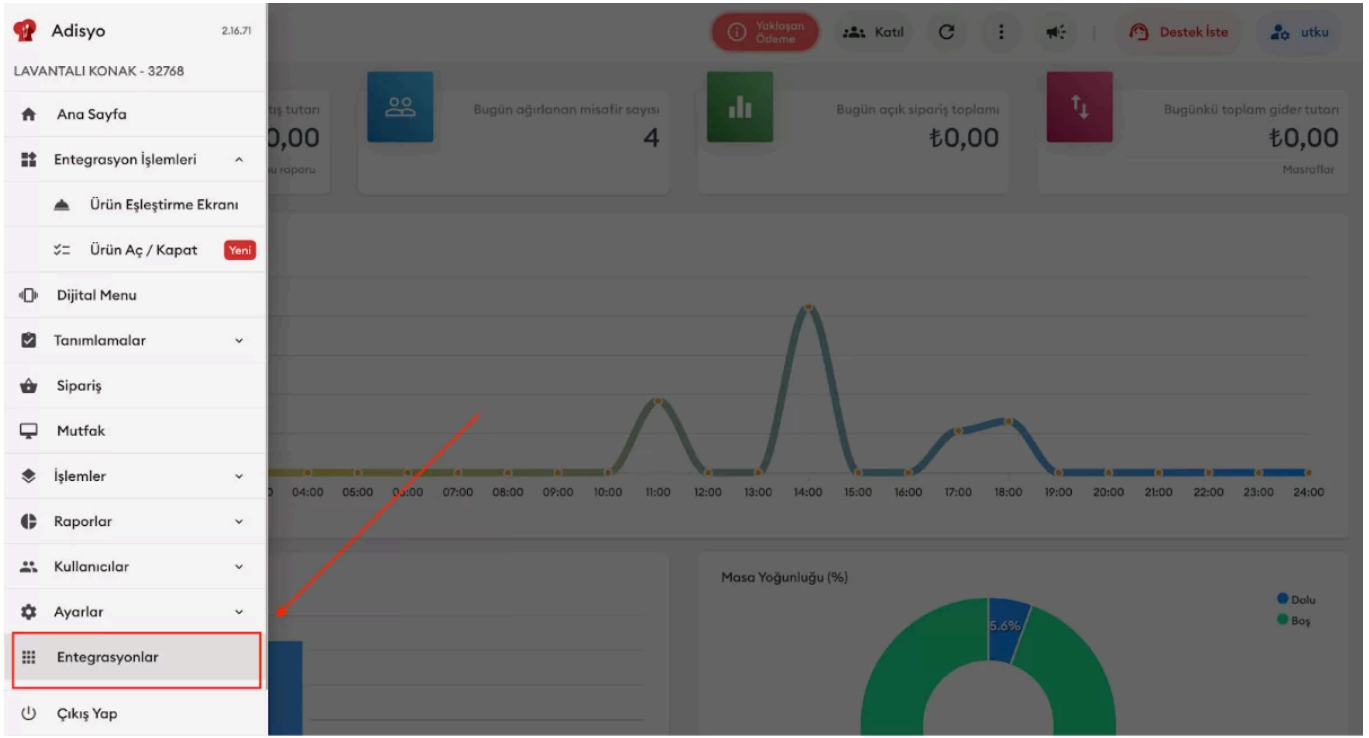 Adisyo 2.16.71
Yaklaşan Ödeme
Katıl
Destek İste
utku
LAVANTALI KONAK - 32768
Ana Sayfa
Entegrasyon İşlemleri
Ürün Eşleştirme Ekranı
Ürün Aç / Kapat Yeni
Dijital Menu
Tanımlamalar
Sipariş
Mutfak
İşlemler
Raporlar
Kullanıcılar
Ayarlar
Entegrasyonlar
Çıkış Yap
tış tutarı
0,00
u raporu
Bugün ağırlanan misafir sayısı
4
Bugün açık sipariş toplamı
₺0,00
Bugünkü toplam gider tutarı
₺0,00
Masraflar
04:00 05:00 06:00 07:00 08:00 09:00 10:00 11:00 12:00 13:00 14:00 15:00 16:00 17:00 18:00 19:00 20:00 21:00 22:00 23:00 24:00
Masa Yoğunluğu (%)
Dolu
Boş
5.6%